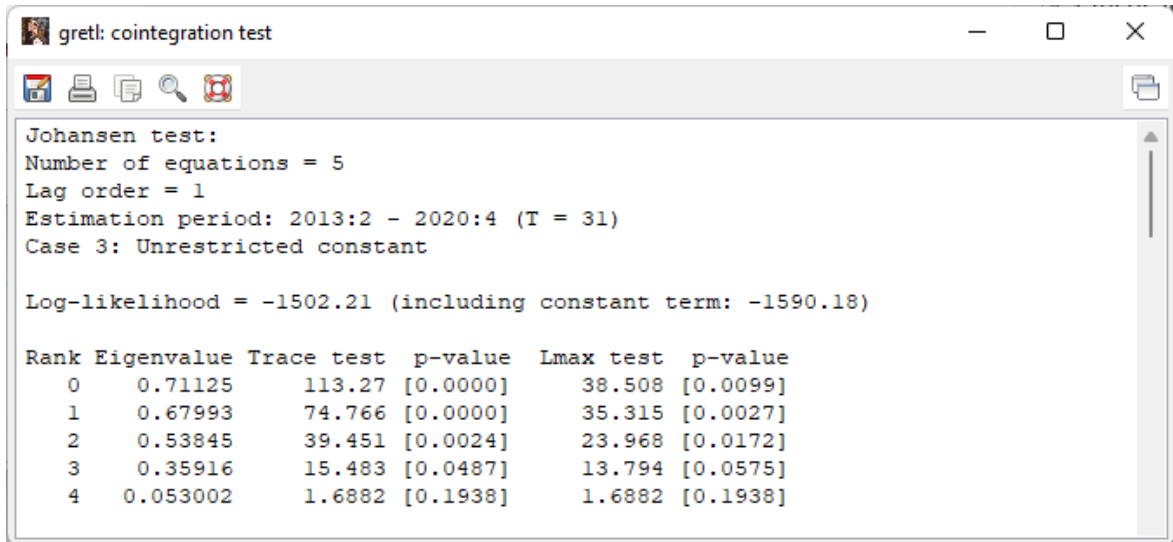 gretl: cointegration test
Johansen test:
Number of equations = 5
Lag order = 1
Estimation period: 2013:2 - 2020:4 (T = 31)
Case 3: Unrestricted constant
Log-likelihood = -1502.21 (including constant term: -1590.18)
Rank Eigenvalue Trace test p-value Lmax test p-value
0 0.71125 113.27 [0.0000] 38.508 [0.0099]
1 0.67993 74.766 [0.0000] 35.315 [0.0027]
2 0.53845 39.451 [0.0024] 23.968 [0.0172]
3 0.35916 15.483 [0.0487] 13.794 [0.0575]
4 0.053002 1.6882 [0.1938] 1.6882 [0.1938]